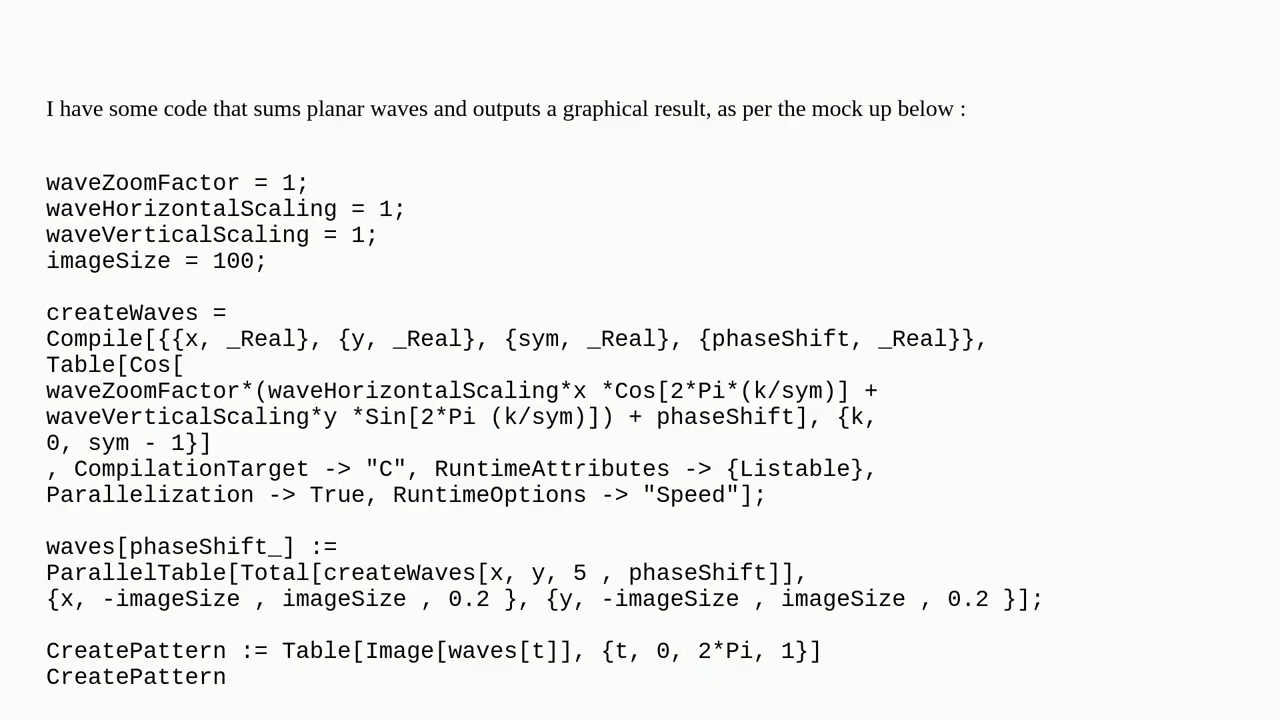 I have some code that sums planar waves and outputs a graphical result, as per the mock up below :
waveZoomFactor = 1;
waveHorizontalScaling = 1;
waveVerticalScaling = 1;
imageSize = 100;
createWaves =
Compile[{{x, _Real}, {y, _Real}, {sym, _Real}, {phaseShift, _Real}},
Table[Cos[
waveZoomFactor*(waveHorizontalScaling*x *Cos[2*Pi*(k/sym)] +
waveVerticalScaling*y *Sin[2*Pi (k/sym)]) + phaseShift], {k,
0, sym - 1}]
, CompilationTarget -> "C", RuntimeAttributes -> {Listable},
Parallelization -> True, RuntimeOptions -> "Speed"];
waves[phaseShift_] :=
ParallelTable[Total[createWaves[x, y, 5 , phaseShift]],
{x, -imageSize , imageSize , 0.2 }, {y, -imageSize , imageSize , 0.2 }];
CreatePattern := Table[Image[waves[t]], {t, 0, 2*Pi, 1}]
CreatePattern